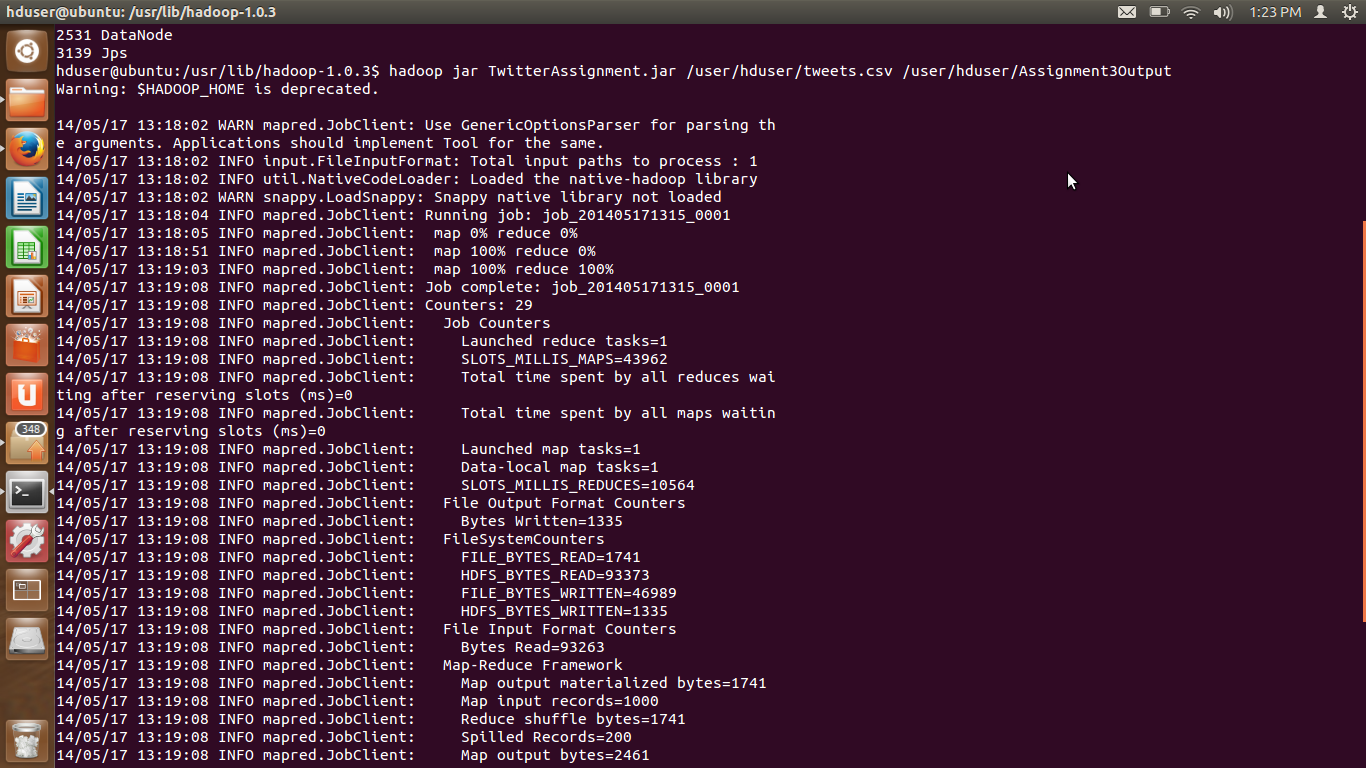 hduser@ubuntu: /usr/lib/hadoop-1.0.3
1:23 PM
2531 DataNode
3139 Jps
hduser@ubuntu:/usr/lib/hadoop-1.0.3$ hadoop jar TwitterAssignment.jar /user/hduser/tweets.csv /user/hduser/Assignment3Output
Warning: $HADOOP_HOME is deprecated.
14/05/17 13:18:02 WARN mapred.JobClient: Use GenericOptionsParser for parsing th
e arguments. Applications should implement Tool for the same.
14/05/17 13:18:02 INFO input.FileInputFormat: Total input paths to process : 1
14/05/17 13:18:02 INFO util.NativeCodeLoader: Loaded the native-hadoop library
14/05/17 13:18:02 WARN snappy.LoadSnappy: Snappy native library not loaded
14/05/17 13:18:04 INFO mapred.JobClient: Running job: job_201405171315_0001
14/05/17 13:18:05 INFO mapred.JobClient:  map 0% reduce 0%
14/05/17 13:18:51 INFO mapred.JobClient:  map 100% reduce 0%
14/05/17 13:19:03 INFO mapred.JobClient:  map 100% reduce 100%
14/05/17 13:19:08 INFO mapred.JobClient: Job complete: job_201405171315_0001
14/05/17 13:19:08 INFO mapred.JobClient: Counters: 29
14/05/17 13:19:08 INFO mapred.JobClient:   Job Counters
14/05/17 13:19:08 INFO mapred.JobClient:     Launched reduce tasks=1
14/05/17 13:19:08 INFO mapred.JobClient:     SLOTS_MILLIS_MAPS=43962
14/05/17 13:19:08 INFO mapred.JobClient:     Total time spent by all reduces wai
ting after reserving slots (ms)=0
14/05/17 13:19:08 INFO mapred.JobClient:     Total time spent by all maps waitin
g after reserving slots (ms)=0
348
14/05/17 13:19:08 INFO mapred.JobClient:     Launched map tasks=1
14/05/17 13:19:08 INFO mapred.JobClient:     Data-local map tasks=1
14/05/17 13:19:08 INFO mapred.JobClient:     SLOTS_MILLIS_REDUCES=10564
14/05/17 13:19:08 INFO mapred.JobClient:   File Output Format Counters
14/05/17 13:19:08 INFO mapred.JobClient:     Bytes Written=1335
14/05/17 13:19:08 INFO mapred.JobClient:   FileSystemCounters
14/05/17 13:19:08 INFO mapred.JobClient:     FILE_BYTES_READ=1741
14/05/17 13:19:08 INFO mapred.JobClient:     HDFS_BYTES_READ=93373
14/05/17 13:19:08 INFO mapred.JobClient:     FILE_BYTES_WRITTEN=46989
14/05/17 13:19:08 INFO mapred.JobClient:     HDFS_BYTES_WRITTEN=1335
14/05/17 13:19:08 INFO mapred.JobClient:   File Input Format Counters
14/05/17 13:19:08 INFO mapred.JobClient:     Bytes Read=93263
14/05/17 13:19:08 INFO mapred.JobClient:   Map-Reduce Framework
14/05/17 13:19:08 INFO mapred.JobClient:     Map output materialized bytes=1741
14/05/17 13:19:08 INFO mapred.JobClient:     Map input records=1000
14/05/17 13:19:08 INFO mapred.JobClient:     Reduce shuffle bytes=1741
14/05/17 13:19:08 INFO mapred.JobClient:     Spilled Records=200
14/05/17 13:19:08 INFO mapred.JobClient:     Map output bytes=2461